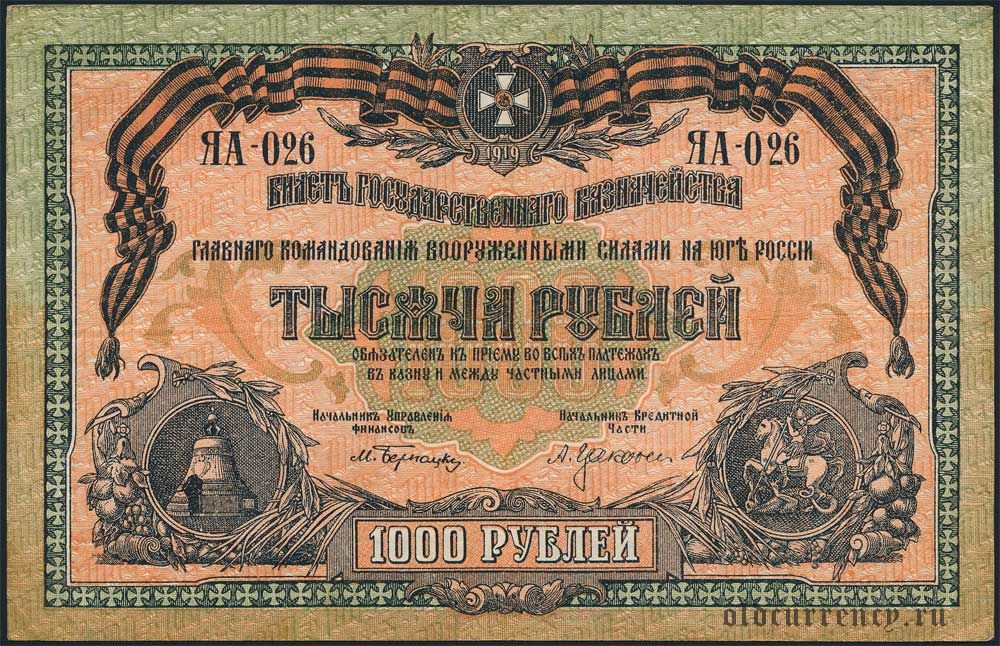 1919
ЯА-026 ЯА-026
Билетъ Государственнаго Казначейства
Главнаго Командованія Вооруженными Силами на Югѣ Россіи
1000
ТЫСЯЧА РУБЛЕЙ
обязателенъ къ пріему во всѣхъ платежахъ
въ казну и между частными лицами.
Начальникъ Управленія Начальникъ Кредитной
Финансовъ Части
М. Бернацкій
1000 РУБЛЕЙ
oldcurrency.ru